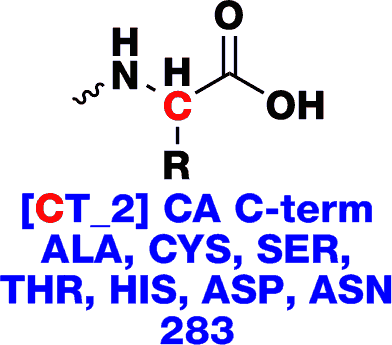 H O
N H
C OH
R
[CT_2] CA C-term
ALA, CYS, SER,
THR, HIS, ASP, ASN
283